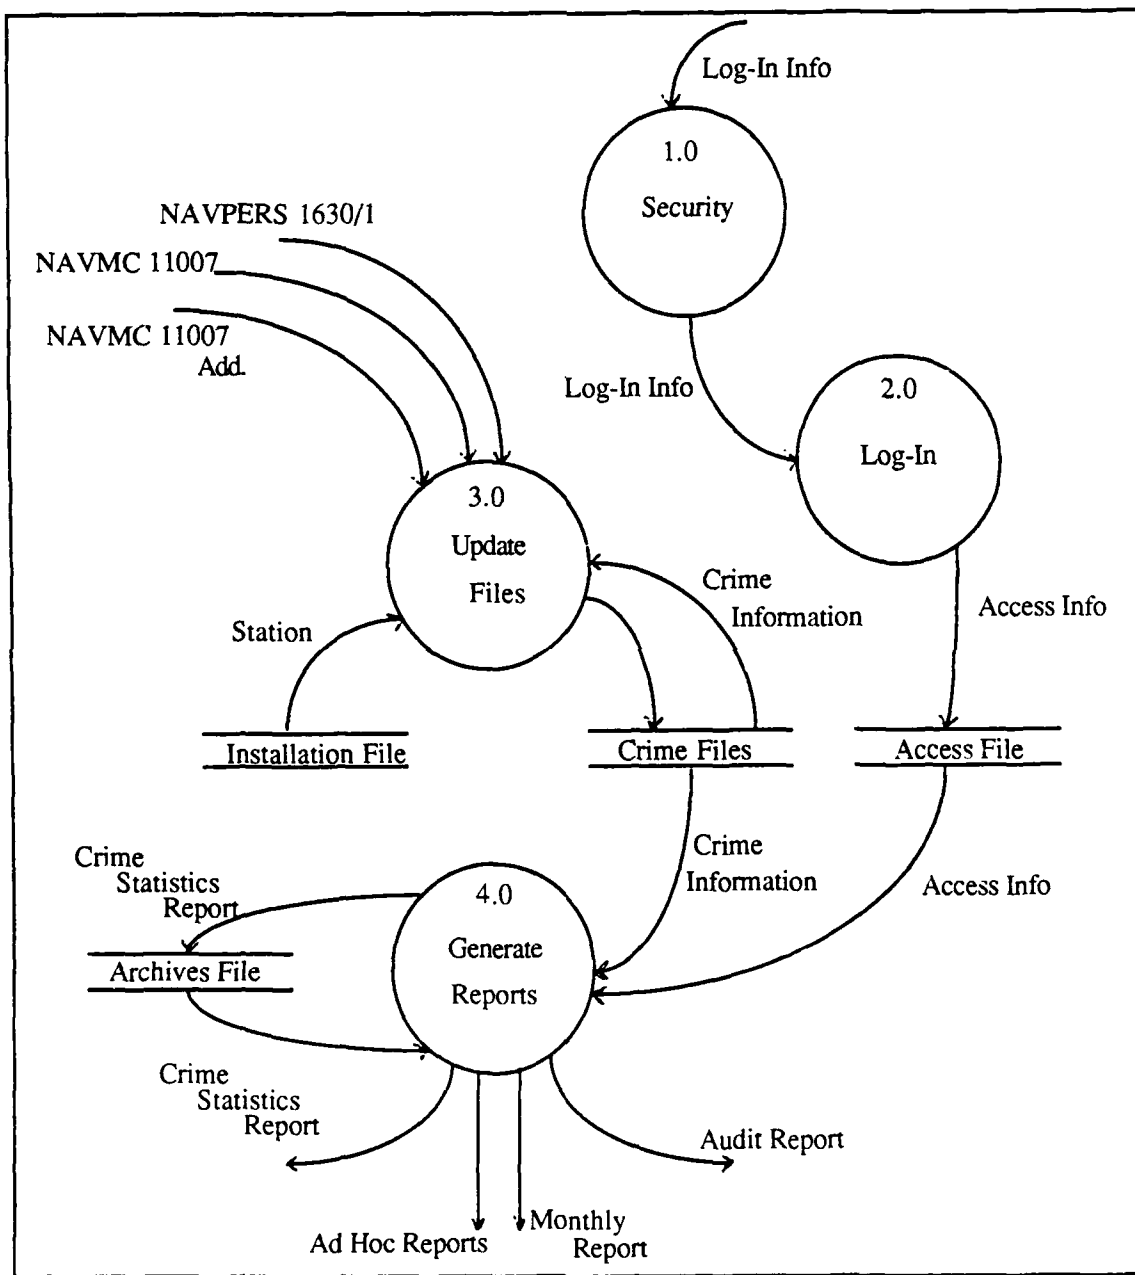 Log-In Info
1.0
Security
NAVPERS 1630/1
NAVMC 11007
NAVMC 11007
Add.
Log-In Info
2.0
Log-In
3.0
Update
Files
Crime
Information
Access Info
Station
Installation File
Crime Files
Access File
Crime
Statistics
Report
Crime
Information
Access Info
4.0
Generate
Reports
Archives File
Crime
Statistics
Report
Audit Report
Ad Hoc Reports
Monthly
Report